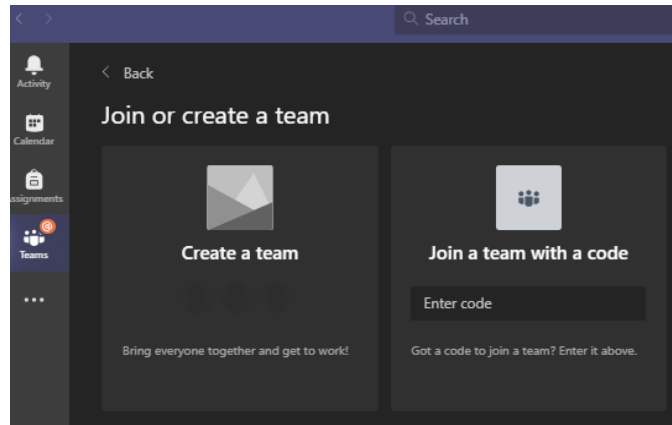 Search
Activity
Calendar
ssignments
Teams
Back
Join or create a team
Create a team
Bring everyone together and get to work!
Join a team with a code
Enter code
Got a code to join a team? Enter it above.